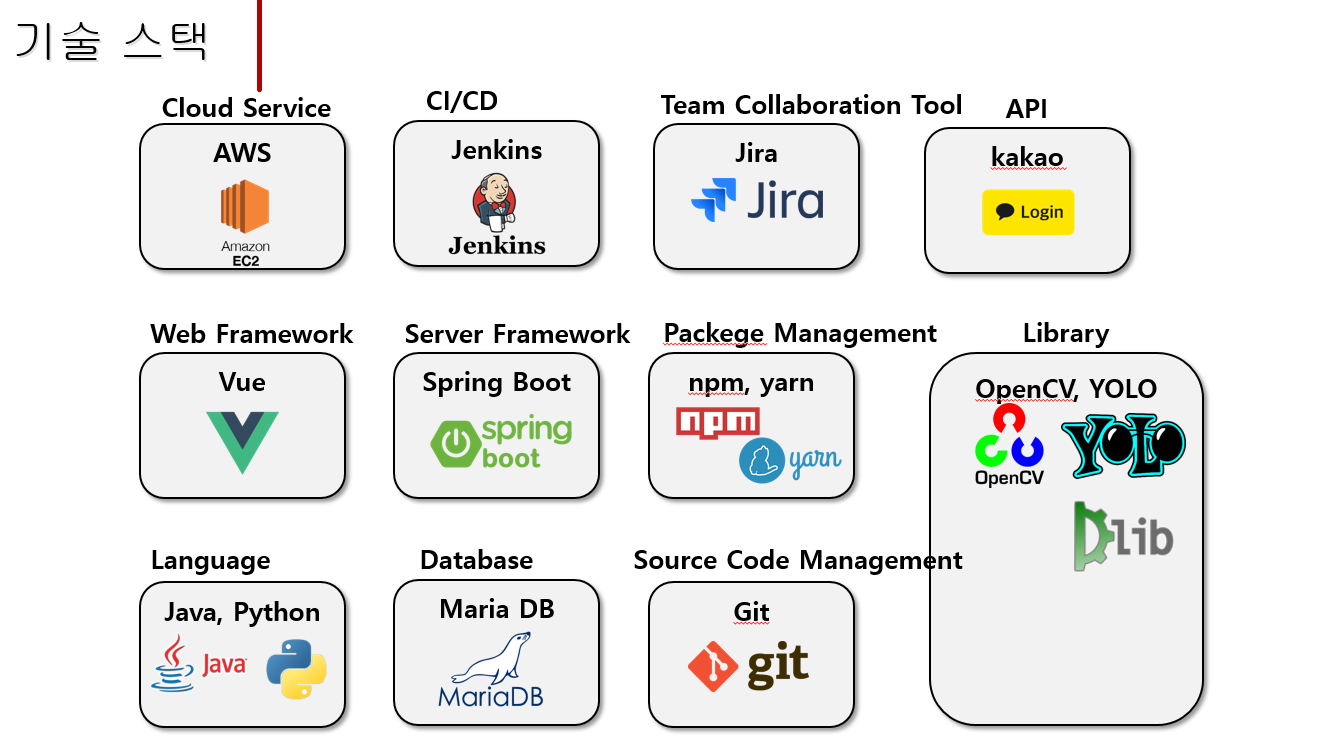 기술 스택
Cloud Service
AWS
Amazon
EC2
CI/CD
Jenkins
Jenkins
Team Collaboration Tool
Jira
Jira
API
kakao
Login
Web Framework
Vue
Server Framework
Spring Boot
spring
boot
Packege Management
npm, yarn
npm
yarn
Library
OpenCV, YOLO
OpenCV
YOLO
Dlib
Language
Java, Python
Java
Database
Maria DB
MariaDB
Source Code Management
Git
git